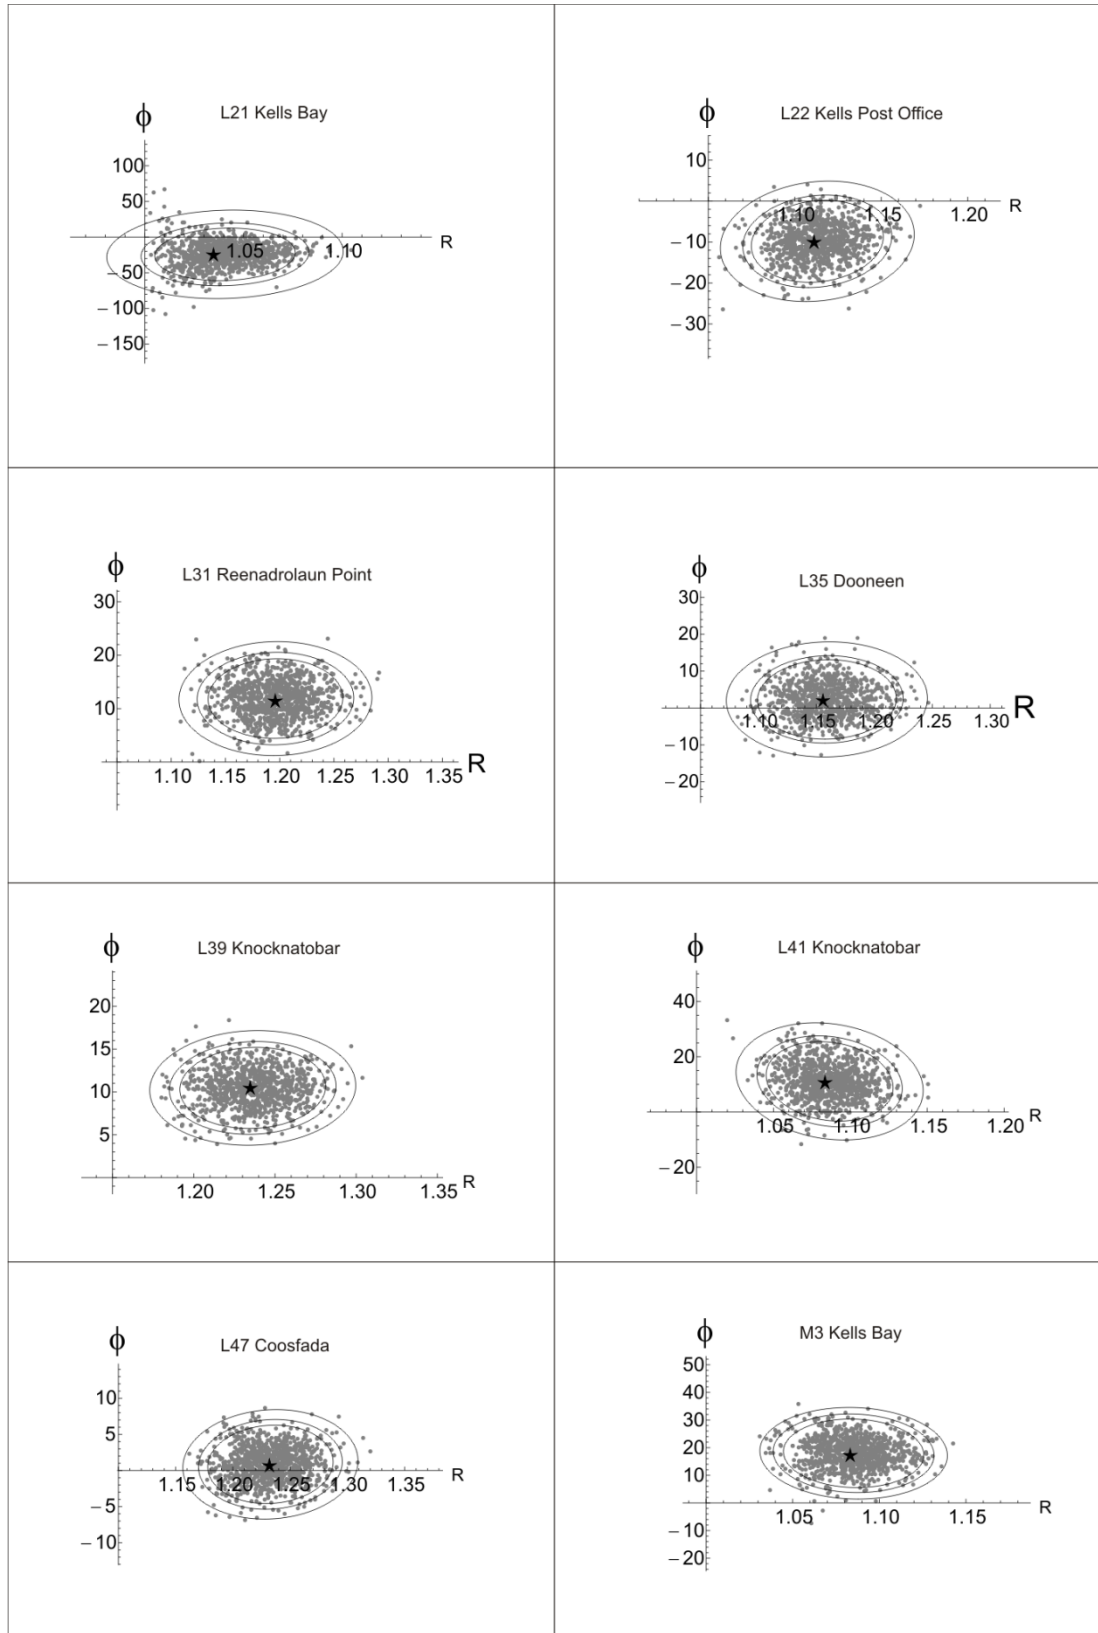 ϕ L21 Kells Bay
100
50
1.05 1.10 R
−50
−100
−150
ϕ L22 Kells Post Office
10
1.10 1.15 1.20 R
−10
−20
−30
ϕ L31 Reenadrolaun Point
30
20
10
1.10 1.15 1.20 1.25 1.30 1.35 R
ϕ L35 Dooneen
30
20
10
1.10 1.15 1.20 1.25 1.30 R
−10
−20
ϕ L39 Knocknatobar
20
15
10
5
1.20 1.25 1.30 1.35 R
ϕ L41 Knocknatobar
40
20
1.05 1.10 1.15 1.20 R
−20
ϕ L47 Coosfada
10
5
1.15 1.20 1.25 1.30 1.35 R
−5
−10
ϕ M3 Kells Bay
50
40
30
20
10
1.05 1.10 1.15 R
−10
−20